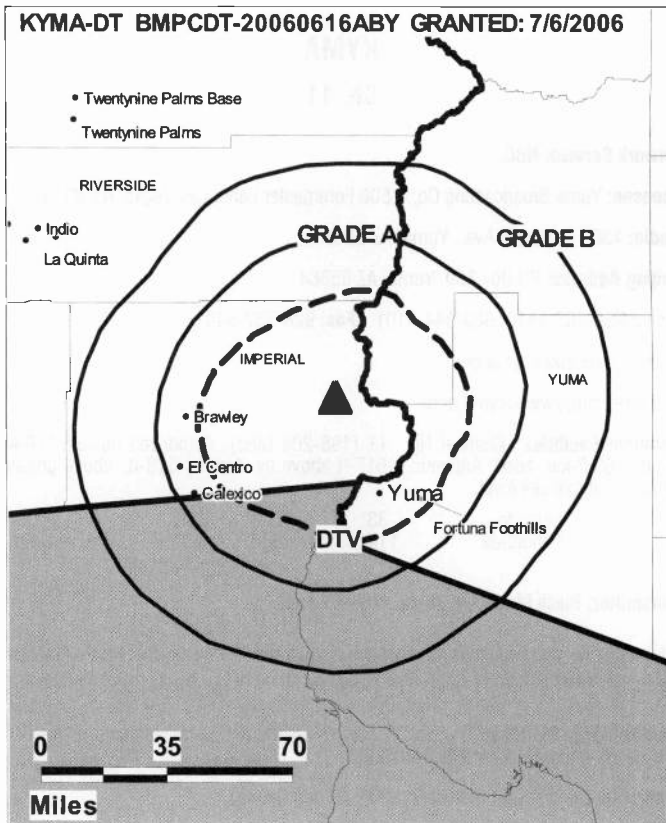 KYMA-DT BMPCDT-20060616ABY GRANTED: 7/6/2006
Twentynine Palms Base
Twentynine Palms
RIVERSIDE
Indio
La Quinta
GRADE A
GRADE B
IMPERIAL
YUMA
Brawley
El Centro
Calexico
Yuma
Fortuna Foothills
DTV
0 35 70
Miles